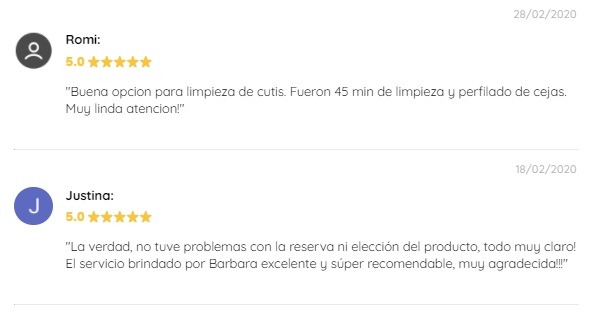 28/02/2020
Romi:
5.0
"Buena opcion para limpieza de cutis. Fueron 45 min de limpieza y perfilado de cejas.
Muy linda atencion!"
18/02/2020
J
Justina:
5.0
"La verdad, no tuve problemas con la reserva ni elección del producto, todo muy claro!
El servicio brindado por Barbara excelente y súper recomendable, muy agradecida!!!"